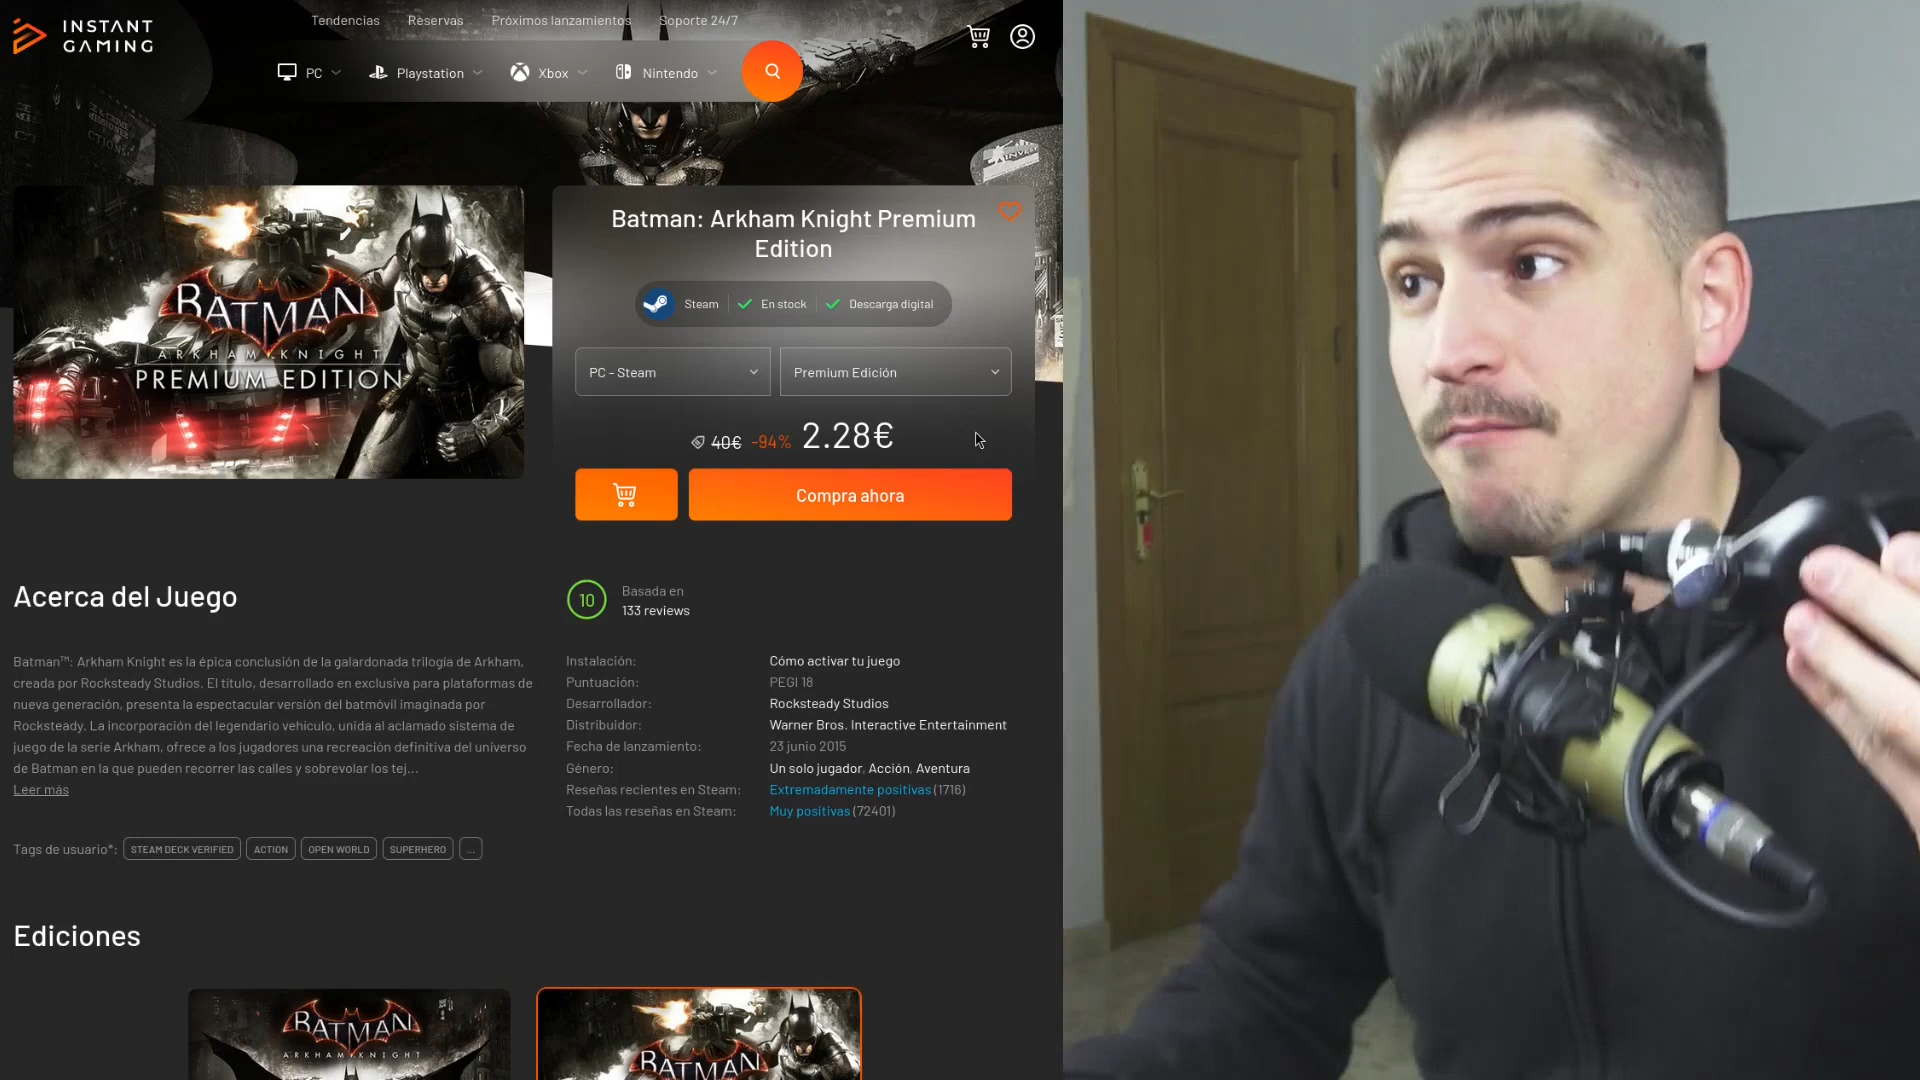 INSTANT
GAMING
Tendencias
Reservas
Próximos lanzamientos
Soporte 24/7
PC
Playstation
Xbox
Nintendo
BATMAN
ARKHAM KNIGHT
PREMIUM EDITION
Batman: Arkham Knight Premium
Edition
Steam
En stock
Descarga digital
PC - Steam
Premium Edición
40€ -94% 2.28€
Compra ahora
Acerca del Juego
Batman™: Arkham Knight es la épica conclusión de la galardonada trilogía de Arkham,
creada por Rocksteady Studios. El título, desarrollado en exclusiva para plataformas de
nueva generación, presenta la espectacular versión del batmóvil imaginada por
Rocksteady. La incorporación del legendario vehículo, unida al aclamado sistema de
juego de la serie Arkham, ofrece a los jugadores una recreación definitiva del universo
de Batman en la que pueden recorrer las calles y sobrevolar los tej...
Leer más
Tags de usuario*: STEAM DECK VERIFIED ACTION OPEN WORLD SUPERHERO ...
10
Basada en
133 reviews
Instalación: Cómo activar tu juego
Puntuación: PEGI 18
Desarrollador: Rocksteady Studios
Distribuidor: Warner Bros. Interactive Entertainment
Fecha de lanzamiento: 23 junio 2015
Género: Un solo jugador, Acción, Aventura
Reseñas recientes en Steam: Extremadamente positivas (1716)
Todas las reseñas en Steam: Muy positivas (72401)
Ediciones
BATMAN
ARKHAM KNIGHT
BATMAN